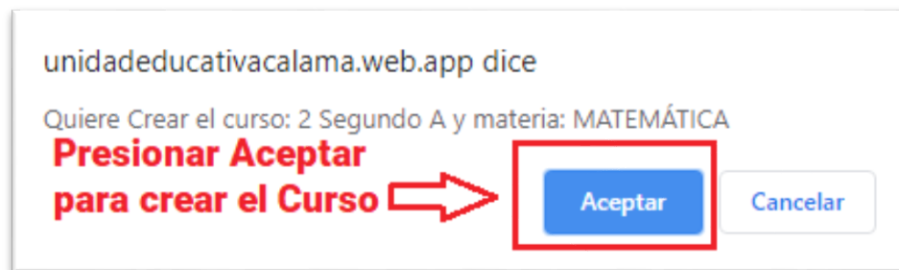 unidadeducativacalama.web.app dice
Quiere Crear el curso: 2 Segundo A y materia: MATEMÁTICA
Presionar Aceptar
para crear el Curso
Aceptar
Cancelar